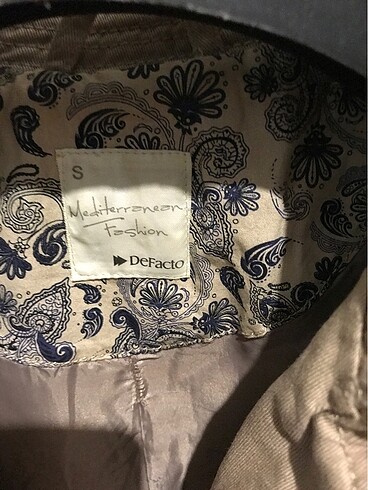 S
Mediterranean
Fashion
DeFacto